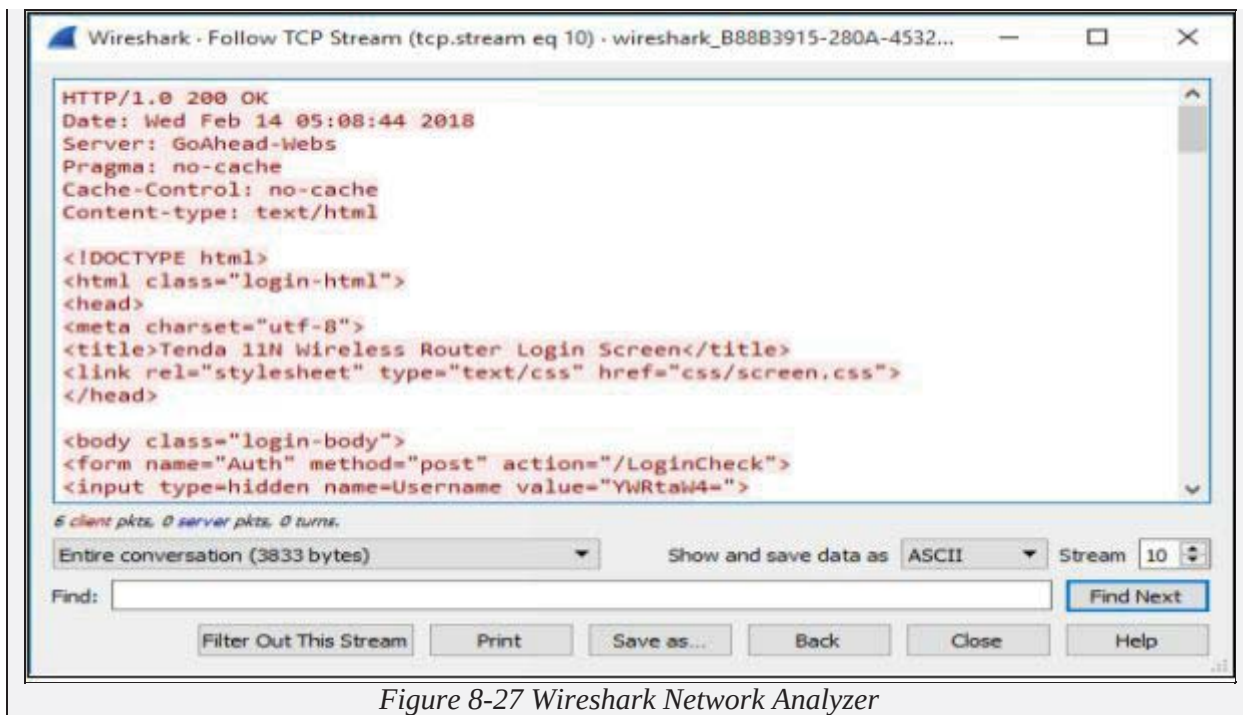 Wireshark · Follow TCP Stream (tcp.stream eq 10) · wireshark_B88B3915-280A-4532...
HTTP/1.0 200 OK
Date: Wed Feb 14 05:08:44 2018
Server: GoAhead-Webs
Pragma: no-cache
Cache-Control: no-cache
Content-type: text/html
<!DOCTYPE html>
<html class="login-html">
<head>
<meta charset="utf-8">
<title>Tenda 11N Wireless Router Login Screen</title>
<link rel="stylesheet" type="text/css" href="css/screen.css">
</head>
<body class="login-body">
<form name="Auth" method="post" action="/LoginCheck">
<input type=hidden name=Username value="YWRtaW4=">
6 client pkts, 0 server pkts, 0 turns.
Entire conversation (3833 bytes) Show and save data as ASCII Stream 10
Find: Find Next
Filter Out This Stream Print Save as... Back Close Help
Figure 8-27 Wireshark Network Analyzer